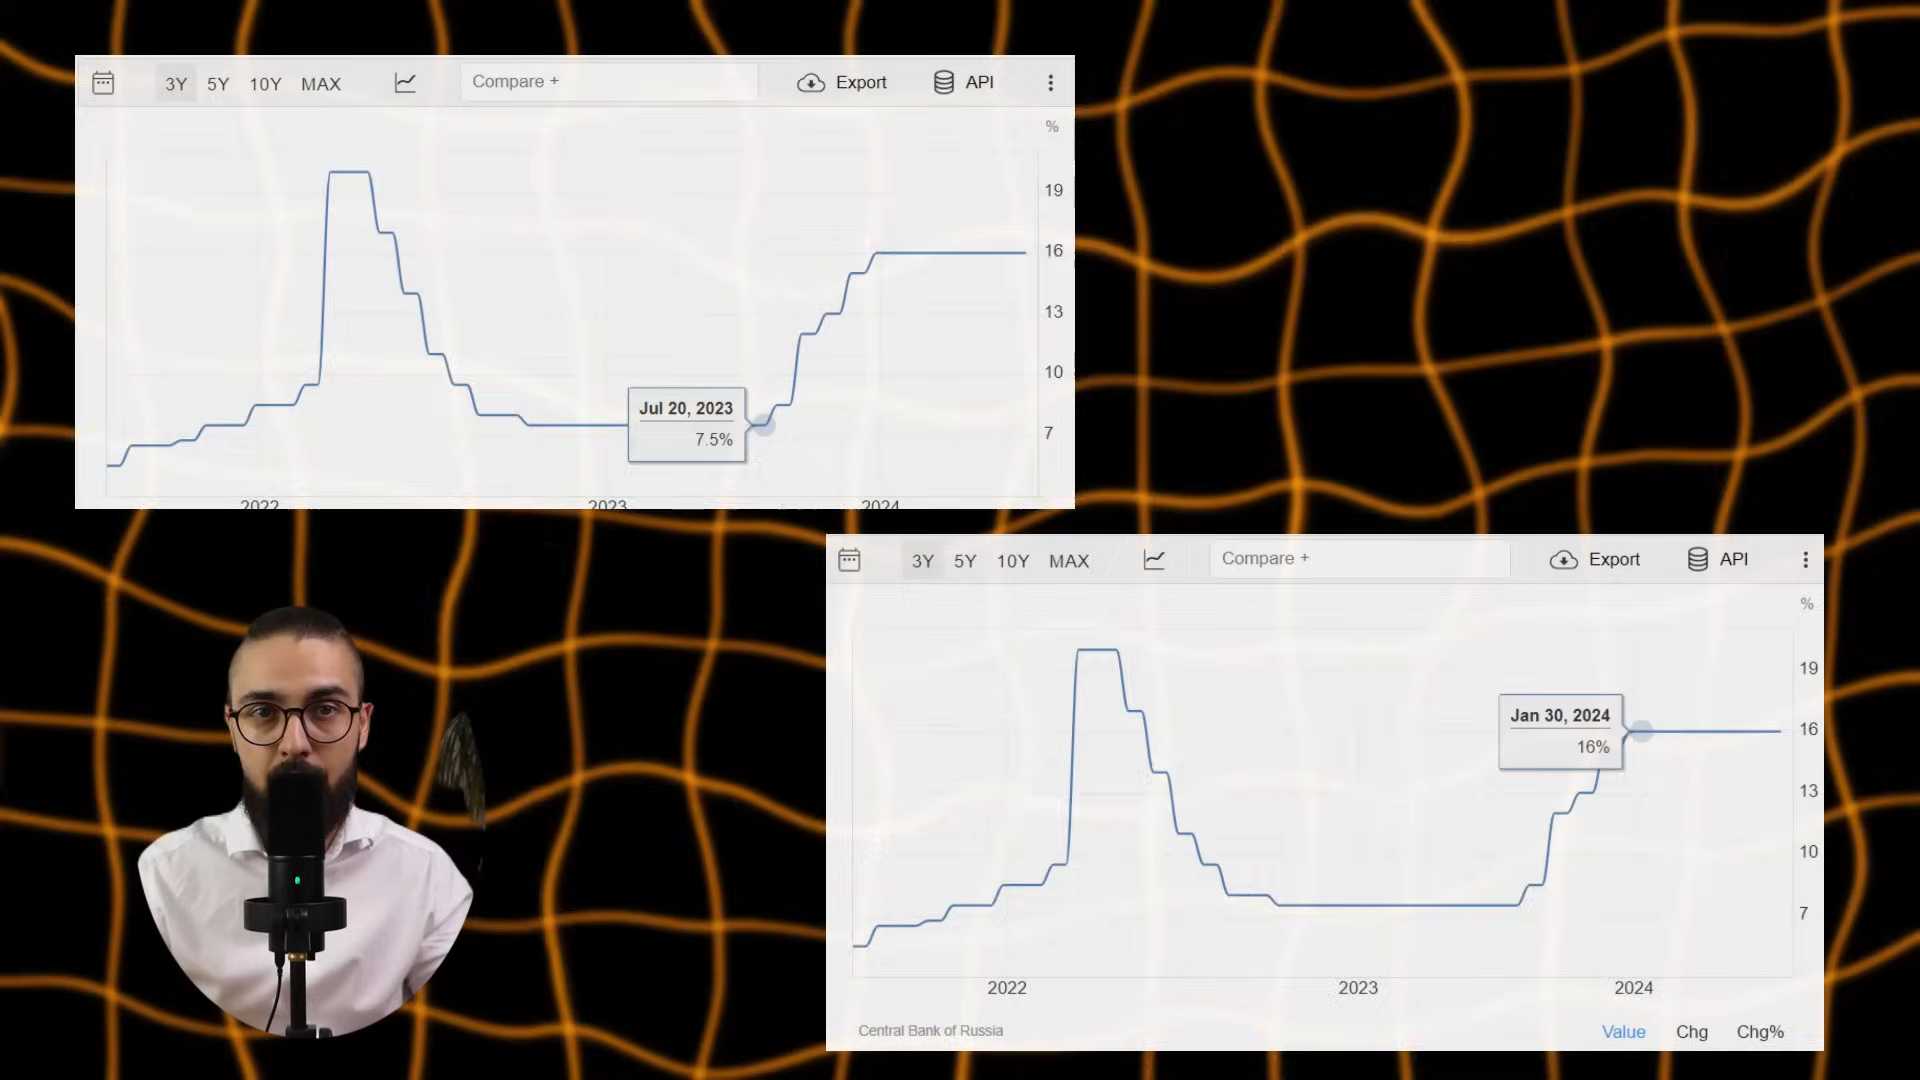 3Y 5Y 10Y MAX Compare + Export API
%
19
16
13
10
7
Jul 20, 2023
7.5%
2022 2023 2024
3Y 5Y 10Y MAX Compare + Export API
%
19
16
13
10
7
Jan 30, 2024
16%
2022 2023 2024
Central Bank of Russia Value Chg Chg%